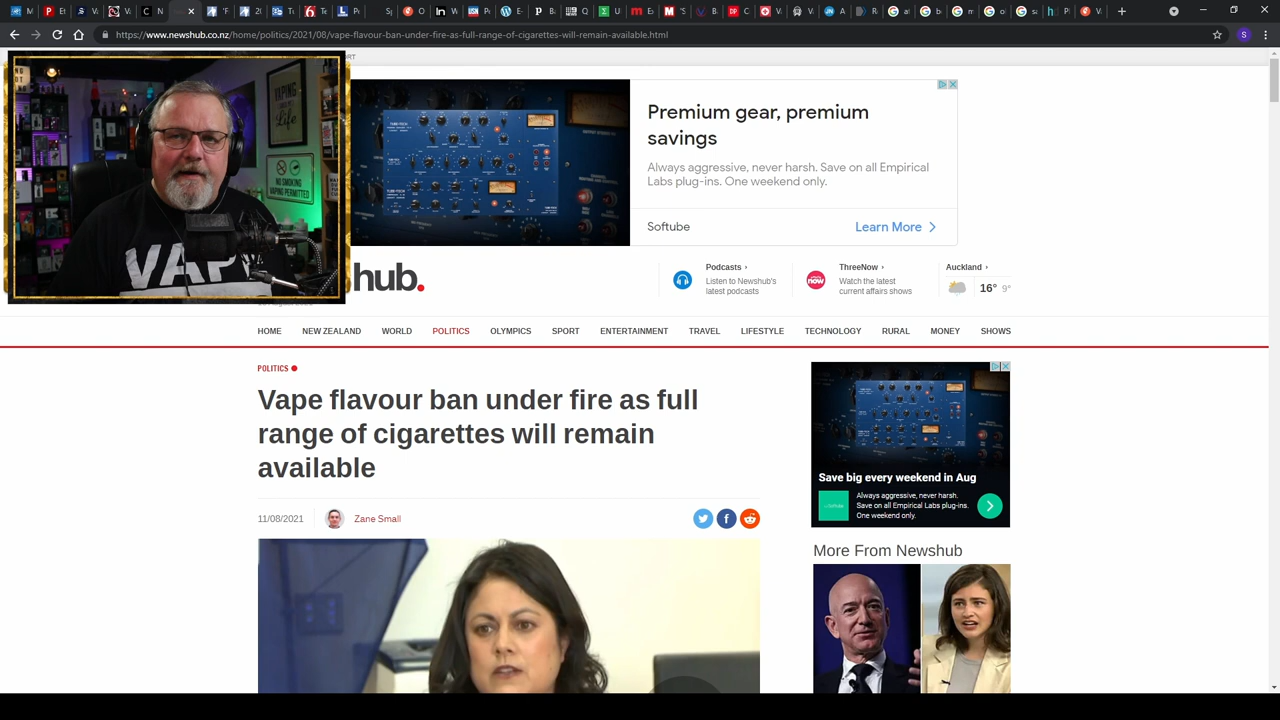 https://www.newshub.co.nz/home/politics/2021/08/vape-flavour-ban-under-fire-as-full-range-of-cigarettes-will-remain-available.html
VAPING
Life
NO SMOKING
VAPING PERMITTED
VAP
Premium gear, premium
savings
Always aggressive, never harsh. Save on all Empirical
Labs plug-ins. One weekend only.
Softube
Learn More
hub.
Podcasts
Listen to Newshub's
latest podcasts
now
ThreeNow
Watch the latest
current affairs shows
Auckland
16° 9°
HOME NEW ZEALAND WORLD POLITICS OLYMPICS SPORT ENTERTAINMENT TRAVEL LIFESTYLE TECHNOLOGY RURAL MONEY SHOWS
POLITICS
Vape flavour ban under fire as full
range of cigarettes will remain
available
11/08/2021
Zane Small
Save big every weekend in Aug
Always aggressive, never harsh.
Save on all Empirical Labs plug-ins.
One weekend only.
More From Newshub